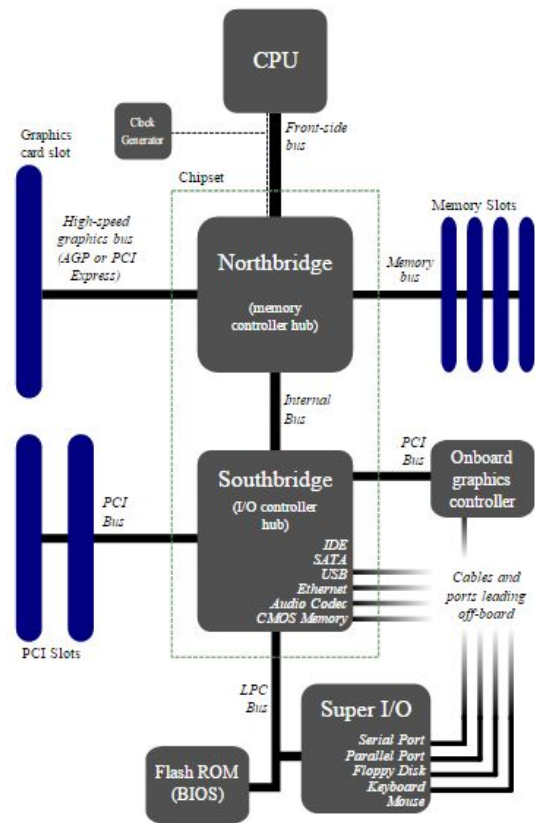 CPU
Clock
Generator
Front-side
bus
Graphics
card slot
Chipset
High-speed
graphics bus
(AGP or PCI
Express)
Northbridge
(memory
controller hub)
Memory
bus
Memory Slots
Internal
Bus
PCI
Bus
Southbridge
(I/O controller
hub)
PCI
Bus
Onboard
graphics
controller
IDE
SATA
USB
Ethernet
Audio Codec
CMOS Memory
Cables and
ports leading
off-board
PCI Slots
LPC
Bus
Super I/O
Serial Port
Parallel Port
Floppy Disk
Keyboard
Mouse
Flash ROM
(BIOS)